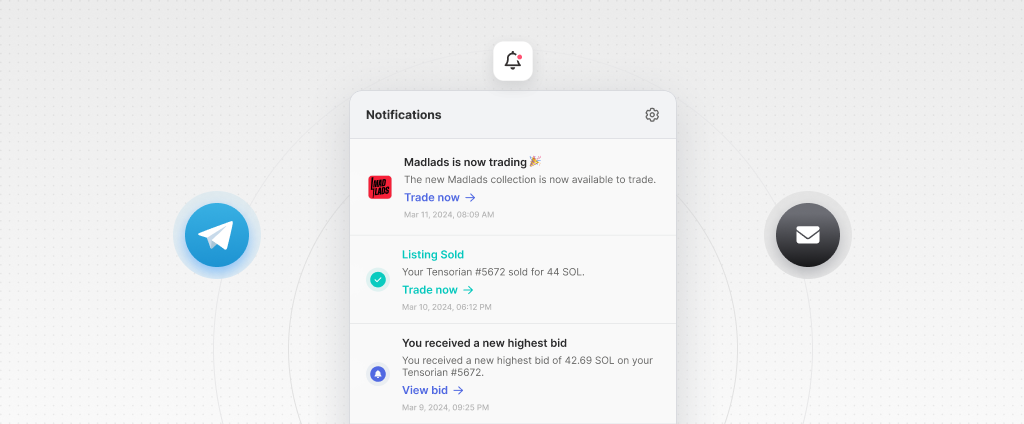 Notifications
Madlads is now trading 🎉
MAD
LADS
The new Madlads collection is now available to trade.
Trade now →
Mar 11, 2024, 08:09 AM
Listing Sold
Your Tensorian #5672 sold for 44 SOL.
Trade now →
Mar 10, 2024, 06:12 PM
You received a new highest bid
You received a new highest bid of 42.69 SOL on your
Tensorian #5672.
View bid →
Mar 9, 2024, 09:25 PM